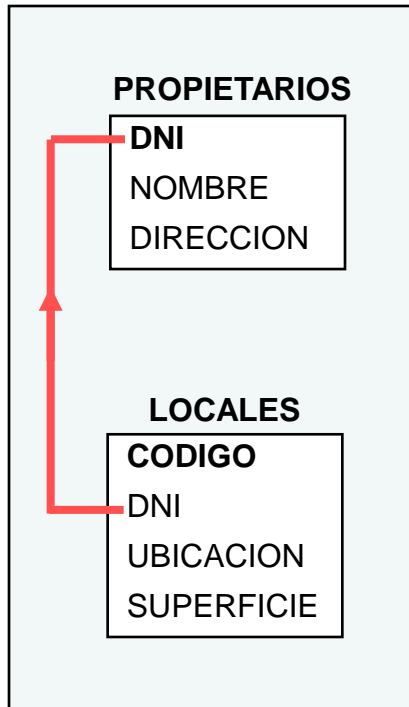 PROPIETARIOS
DNI
NOMBRE
DIRECCION
LOCALES
CODIGO
DNI
UBICACION
SUPERFICIE